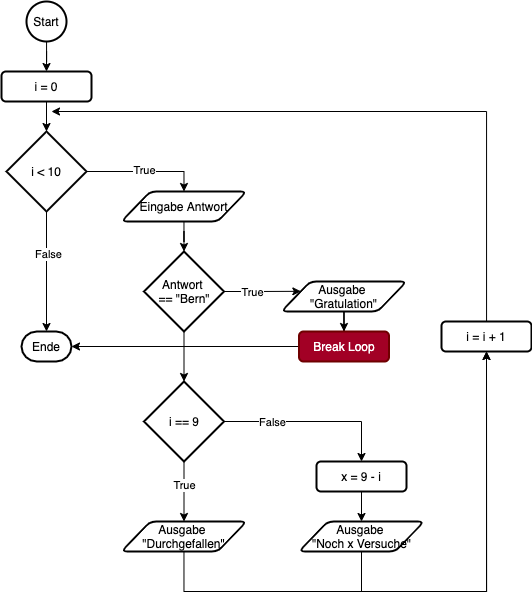 Start
i = 0
i < 10
True
Eingabe Antwort
False
Antwort
== "Bern"
True
Ausgabe
"Gratulation"
Ende
Break Loop
i = i + 1
i == 9
False
x = 9 - i
True
Ausgabe
"Durchgefallen"
Ausgabe
"Noch x Versuche"